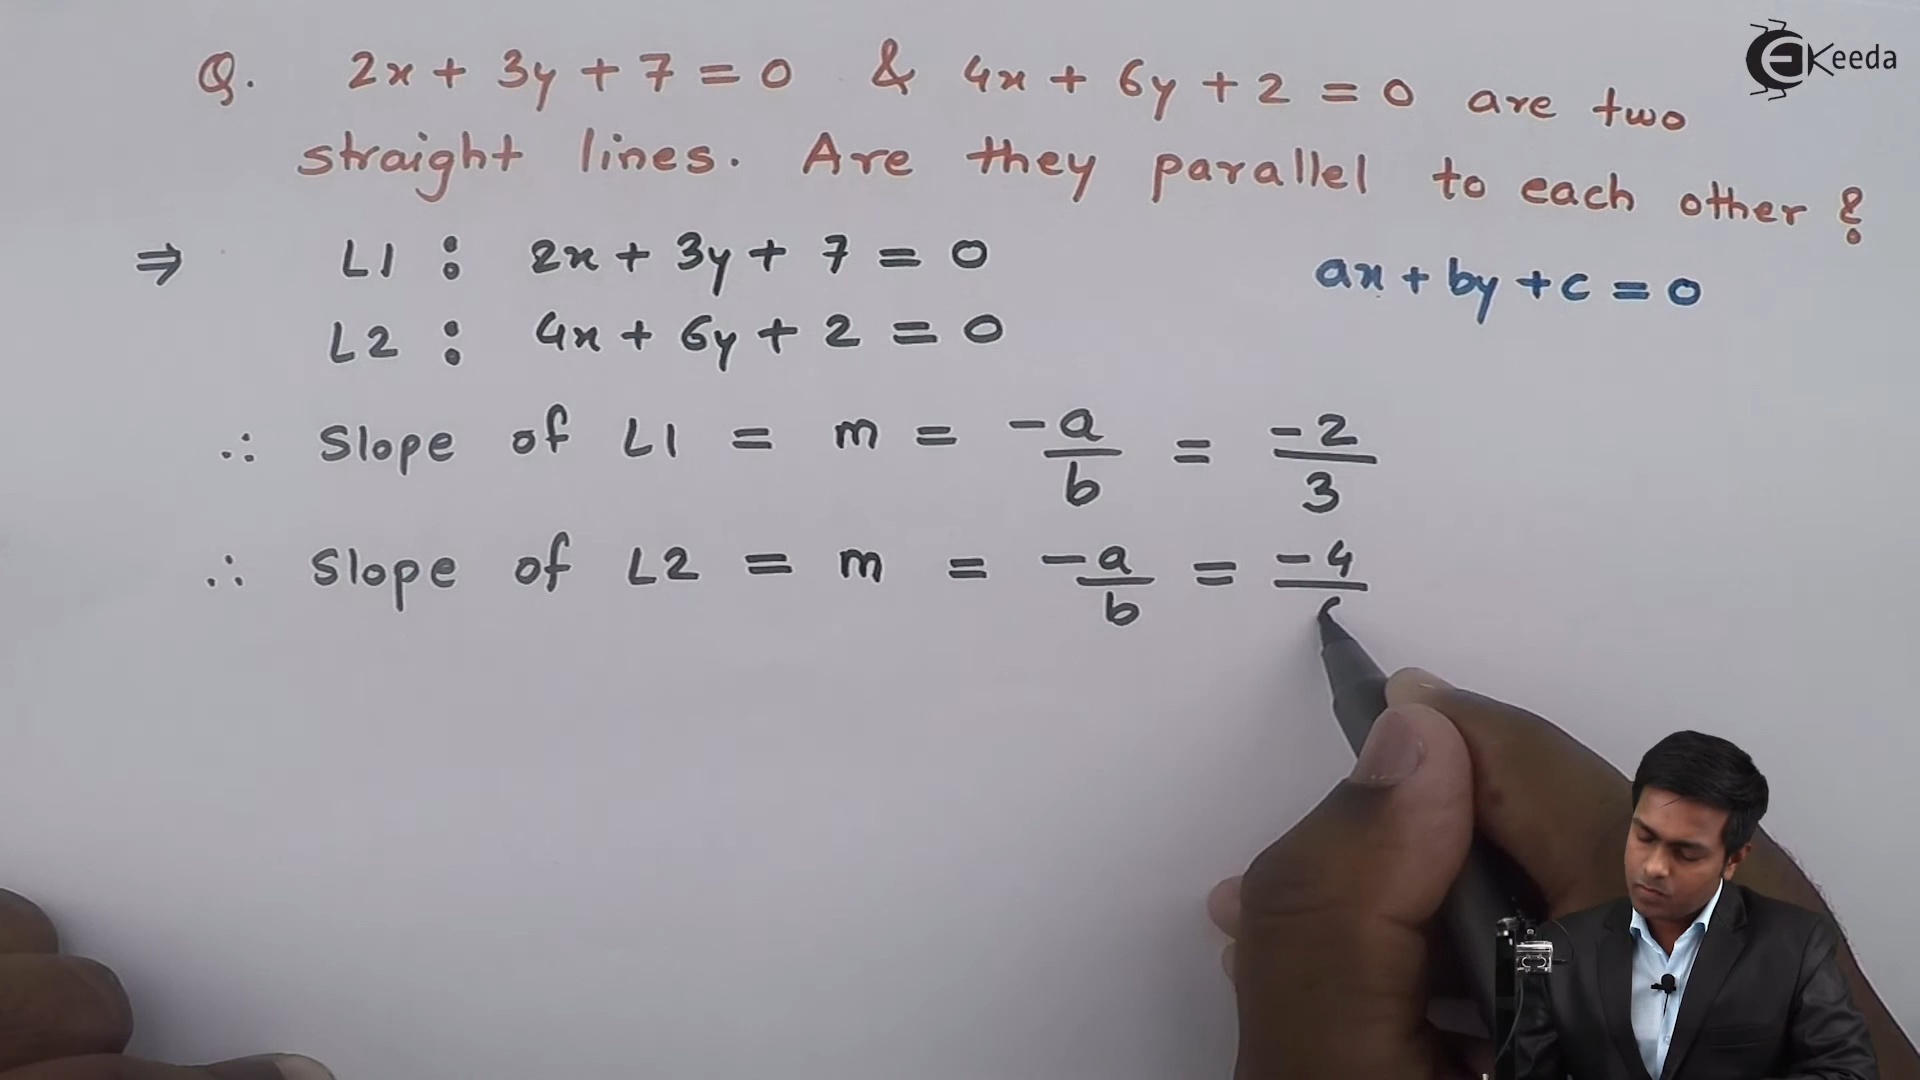 Keeda
Q. 2x + 3y + 7 = 0 & 4x + 6y + 2 = 0 are two
straight lines. Are they parallel to each other ?
⇒ L1 : 2x + 3y + 7 = 0
ax + by + c = 0
L2 : 4x + 6y + 2 = 0
∴ Slope of L1 = m = -a/b = -2/3
∴ Slope of L2 = m = -a/b = -4/